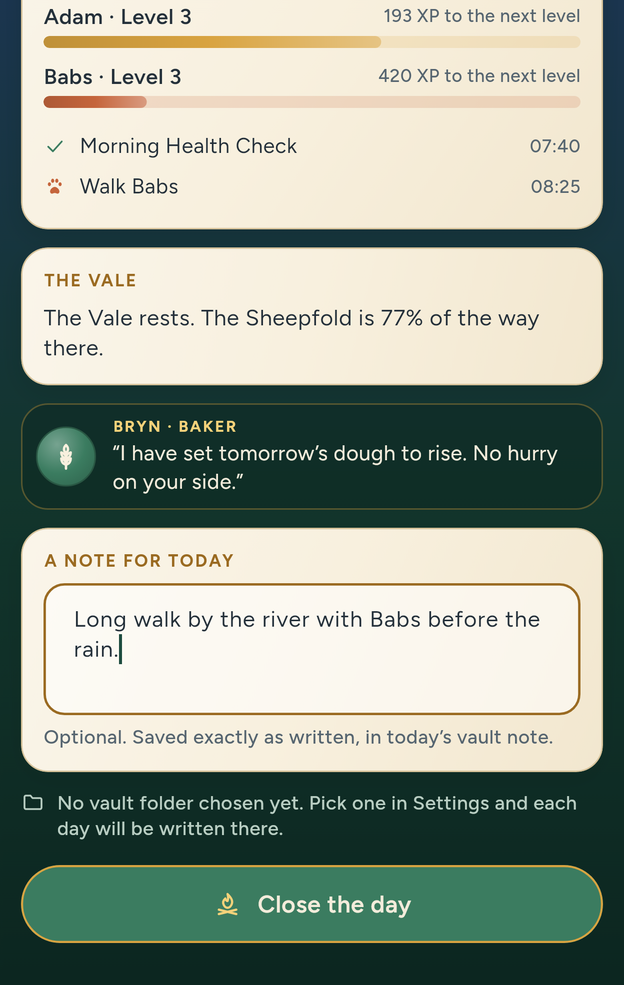 Adam · Level 3
193 XP to the next level
Babs · Level 3
420 XP to the next level
Morning Health Check
07:40
Walk Babs
08:25
THE VALE
The Vale rests. The Sheepfold is 77% of the way
there.
BRYN · BAKER
“I have set tomorrow’s dough to rise. No hurry
on your side.”
A NOTE FOR TODAY
Long walk by the river with Babs before the
rain.
Optional. Saved exactly as written, in today’s vault note.
No vault folder chosen yet. Pick one in Settings and each
day will be written there.
Close the day